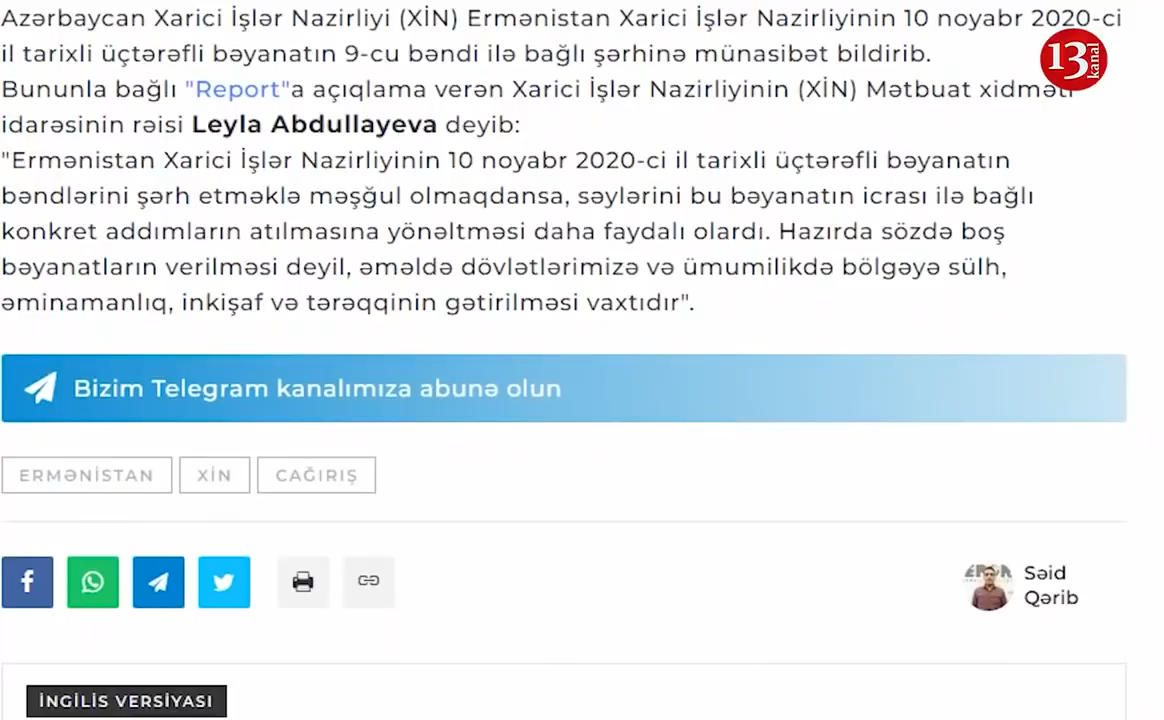 Azərbaycan Xarici İşlər Nazirliyi (XİN) Ermənistan Xarici İşlər Nazirliyinin 10 noyabr 2020-ci
il tarixli üçtərəfli bəyanatın 9-cu bəndi ilə bağlı şərhinə münasibət bildirib.
13
kanal
Bununla bağlı "Report"a açıqlama verən Xarici İşlər Nazirliyinin (XİN) Mətbuat xidməti
idarəsinin rəisi Leyla Abdullayeva deyib:
"Ermənistan Xarici İşlər Nazirliyinin 10 noyabr 2020-ci il tarixli üçtərəfli bəyanatın
bəndlərini şərh etməklə məşğul olmaqdansa, səylərini bu bəyanatın icrası ilə bağlı
konkret addımların atılmasına yönəltməsi daha faydalı olardı. Hazırda sözdə boş
bəyanatların verilməsi deyil, əməldə dövlətlərimizə və ümumilikdə bölgəyə sülh,
əminamanlıq, inkişaf və tərəqqinin gətirilməsi vaxtıdır".
Bizim Telegram kanalımıza abunə olun
ERMƏNİSTAN XİN CAĞIRIŞ
Səid
Qərib
İNGİLİS VERSİYASI